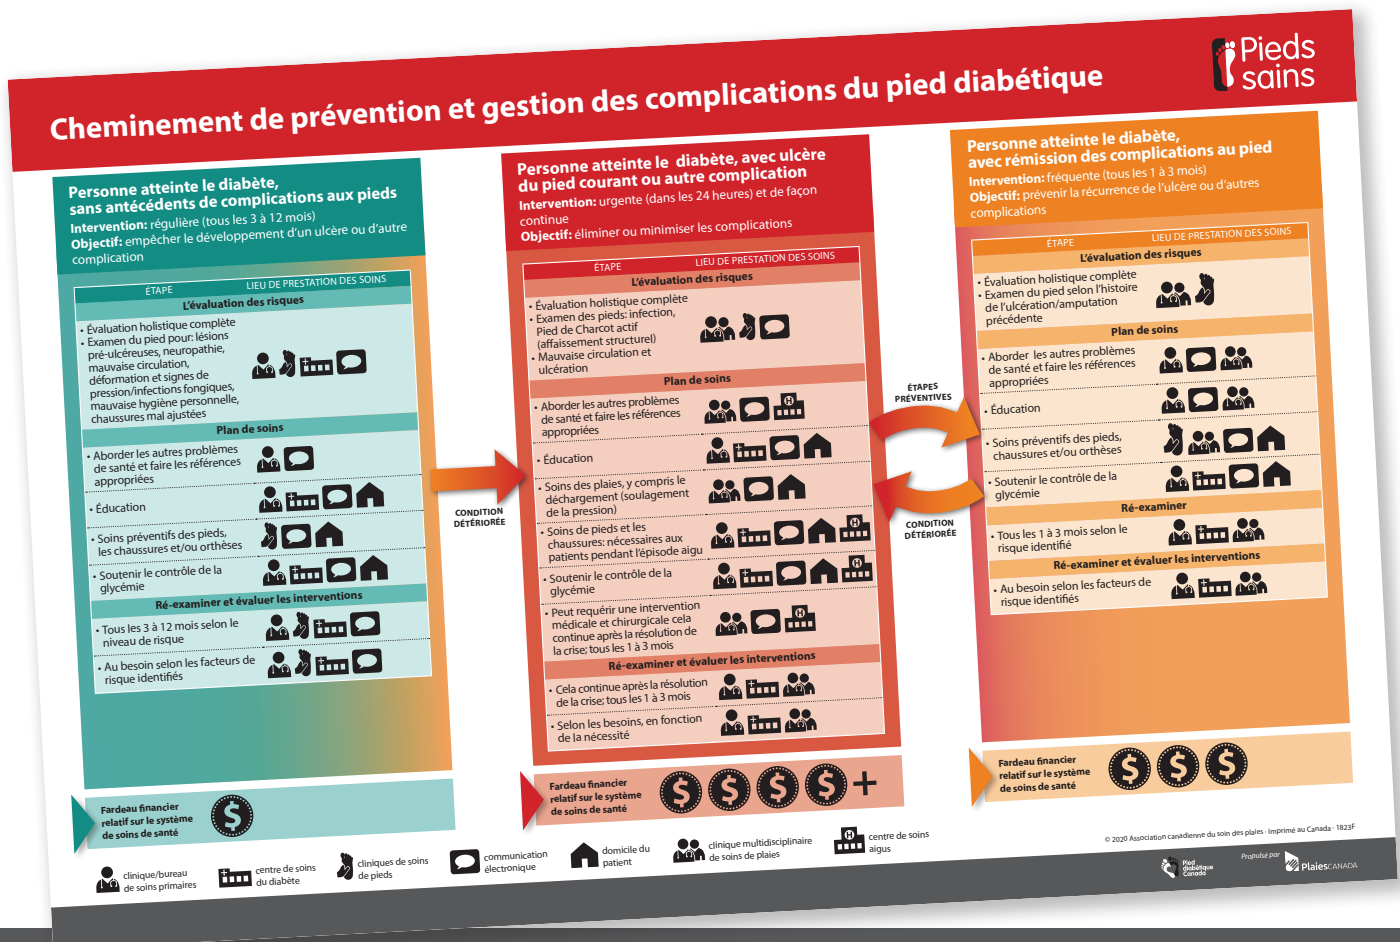 Pieds
sains
Cheminement de prévention et gestion des complications du pied diabétique
Personne atteinte le diabète,
sans antécédents de complications aux pieds
Intervention: régulière (tous les 3 à 12 mois)
Objectif: empêcher le développement d'un ulcère ou d'autre
complication
ÉTAPE LIEU DE PRESTATION DES SOINS
L'évaluation des risques
• Évaluation holistique complète
• Examen du pied pour: lésions
pré-ulcéreuses, neuropathie,
mauvaise circulation,
déformation et signes de
pression/infections fongiques,
mauvaise hygiène personnelle,
chaussures mal ajustées
Plan de soins
• Aborder les autres problèmes
de santé et faire les références
appropriées
• Éducation
• Soins préventifs des pieds,
les chaussures et/ou orthèses
• Soutenir le contrôle de la
glycémie
Ré-examiner et évaluer les interventions
• Tous les 3 à 12 mois selon le
niveau de risque
• Au besoin selon les facteurs de
risque identifiés
Fardeau financier
relatif sur le système
de soins de santé
$
CONDITION
DÉTÉRIORÉE
Personne atteinte le diabète, avec ulcère
du pied courant ou autre complication
Intervention: urgente (dans les 24 heures) et de façon
continue
Objectif: éliminer ou minimiser les complications
ÉTAPE LIEU DE PRESTATION DES SOINS
L'évaluation des risques
• Évaluation holistique complète
• Examen des pieds: infection,
Pied de Charcot actif
(affaissement structurel)
• Mauvaise circulation et
ulcération
Plan de soins
• Aborder les autres problèmes
de santé et faire les références
appropriées
H
• Éducation
• Soins des plaies, y compris le
déchargement (soulagement
de la pression)
• Soins de pieds et les
chaussures: nécessaires aux
patients pendant l'épisode aigu
H
• Soutenir le contrôle de la
glycémie
H
• Peut requérir une intervention
médicale et chirurgicale cela
continue après la résolution de
la crise; tous les 1 à 3 mois
H
Ré-examiner et évaluer les interventions
• Cela continue après la résolution
de la crise; tous les 1 à 3 mois
• Selon les besoins, en fonction
de la nécessité
Fardeau financier
relatif sur le système
de soins de santé
$ $ $ $ +
ÉTAPES
PRÉVENTIVES
CONDITION
DÉTÉRIORÉE
Personne atteinte le diabète,
avec rémission des complications au pied
Intervention: fréquente (tous les 1 à 3 mois)
Objectif: prévenir la récurrence de l'ulcère ou d'autres
complications
ÉTAPE LIEU DE PRESTATION DES SOINS
L'évaluation des risques
• Évaluation holistique complète
• Examen du pied selon l'histoire
de l'ulcération/amputation
précédente
Plan de soins
• Aborder les autres problèmes
de santé et faire les références
appropriées
• Éducation
• Soins préventifs des pieds,
chaussures et/ou orthèses
• Soutenir le contrôle de la
glycémie
Ré-examiner
• Tous les 1 à 3 mois selon le
risque identifié
Ré-examiner et évaluer les interventions
• Au besoin selon les facteurs de
risque identifiés
Fardeau financier
relatif sur le système
de soins de santé
$ $ $
clinique/bureau
de soins primaires
centre de soins
du diabète
cliniques de soins
de pieds
communication
électronique
domicile du
patient
clinique multidisciplinaire
de soins de plaies
H
centre de soins
aigus
© 2020 Association canadienne du soin des plaies · Imprimé au Canada · 1823F
Pied
diabétique
Canada
Propulsé par
PlaiesCANADA